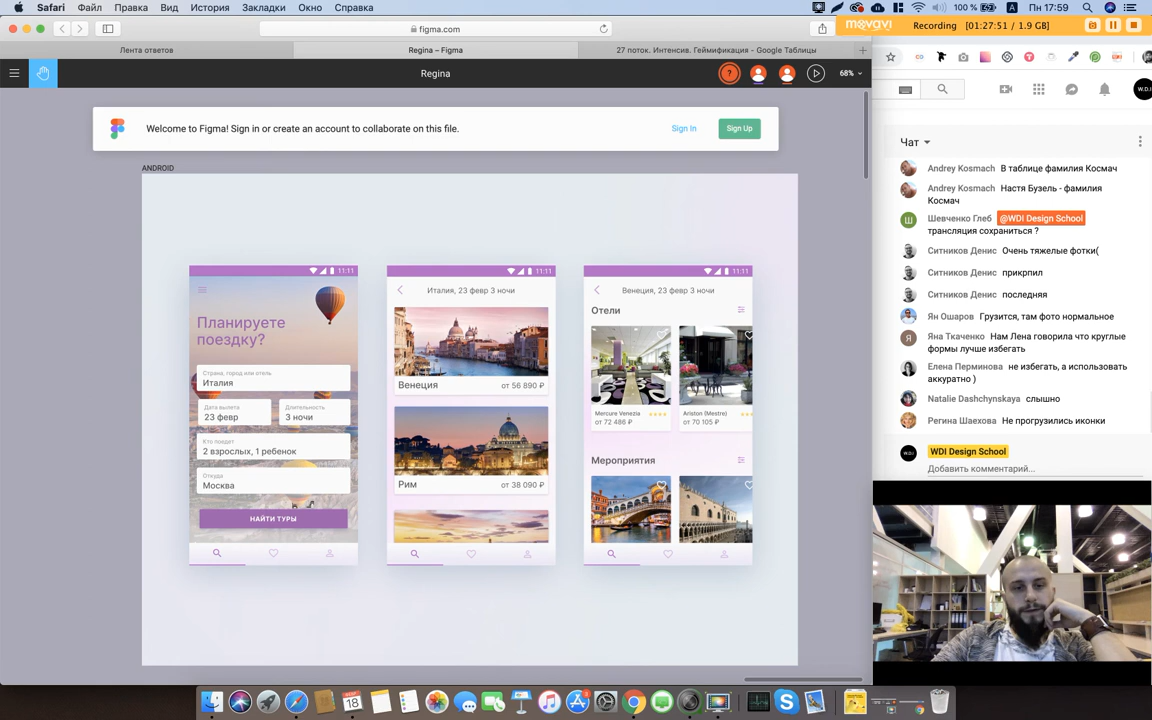 Safari Файл Правка Вид История Закладки Окно Справка
100 % A Пн 17:59
movavi Recording [01:27:51 / 1.9 GB]
figma.com
Лента ответов
Regina – Figma
27 поток. Интенсив. Геймификация - Google Таблицы
Regina
?
68%
Welcome to Figma! Sign in or create an account to collaborate on this file.
Sign In
Sign Up
ANDROID
11:11
Планируете
поездку?
Страна, город или отель
Италия
Дата вылета
23 февр
Длительность
3 ночи
Кто поедет
2 взрослых, 1 ребенок
Откуда
Москва
НАЙТИ ТУРЫ
11:11
Италия, 23 февр 3 ночи
Венеция
от 56 890 ₽
Рим
от 38 090 ₽
11:11
Венеция, 23 февр 3 ночи
Отели
Mercure Venezia
от 72 486 ₽
Ariston (Mestre)
от 70 105 ₽
Мероприятия
Чат
Andrey Kosmach В таблице фамилия Космач
Andrey Kosmach Настя Бузель - фамилия
Космач
Ш
Шевченко Глеб @WDI Design School
трансляция сохраниться ?
Ситников Денис Очень тяжелые фотки(
Ситников Денис прикрпил
Ситников Денис последняя
Ян Ошаров Грузится, там фото нормальное
Я
Яна Ткаченко Нам Лена говорила что круглые
формы лучше избегать
Елена Перминова не избегать, а использовать
аккуратно )
Natalie Dashchynskaya слышно
Регина Шаехова Не прогрузились иконки
WDI Design School
Добавить комментарий...
18